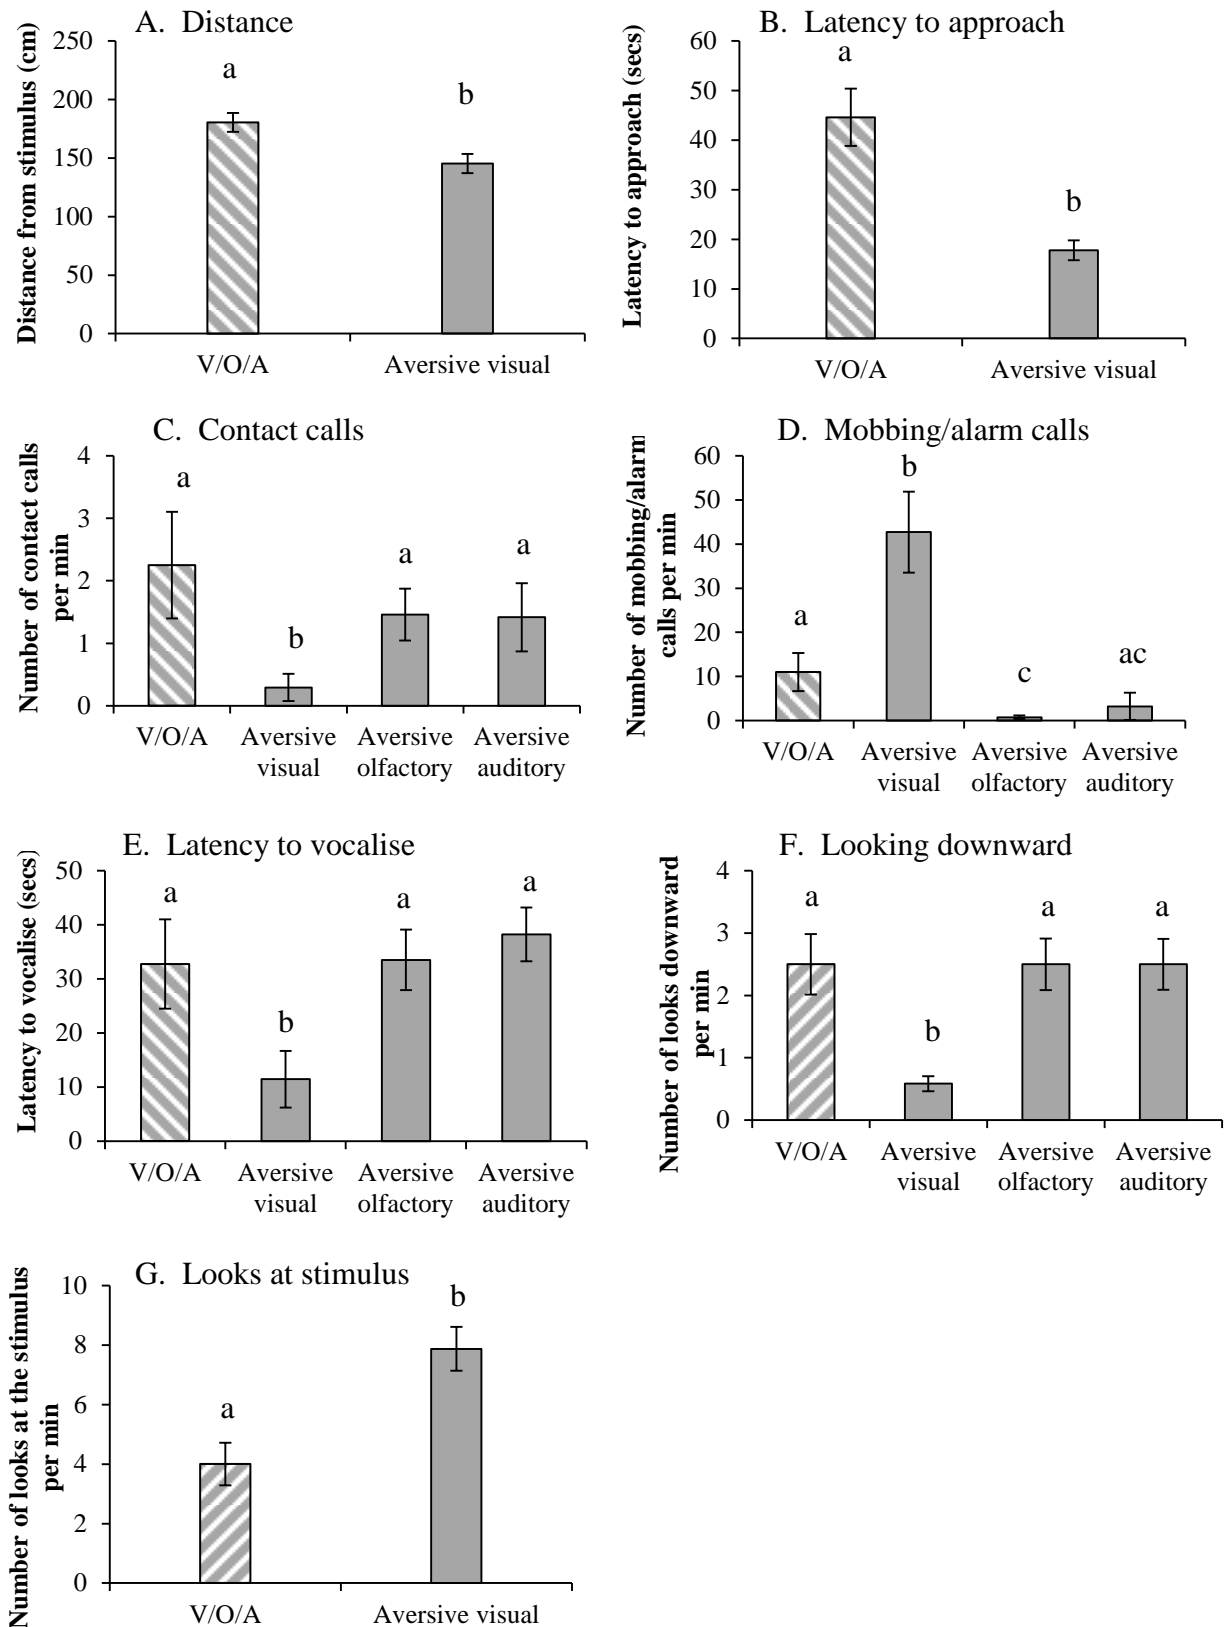 A. Distance
Distance from stimulus (cm)
250
200
150
100
50
0
a
b
V/O/A
Aversive visual
B. Latency to approach
Latency to approach (secs)
60
50
40
30
20
10
0
a
b
V/O/A
Aversive visual
C. Contact calls
Number of contact calls
per min
4
3
2
1
0
a
b
a
a
V/O/A
Aversive
visual
Aversive
olfactory
Aversive
auditory
D. Mobbing/alarm calls
Number of mobbing/alarm
calls per min
60
50
40
30
20
10
0
a
b
c
ac
V/O/A
Aversive
visual
Aversive
olfactory
Aversive
auditory
E. Latency to vocalise
Latency to vocalise (secs)
50
40
30
20
10
0
a
b
a
a
V/O/A
Aversive
visual
Aversive
olfactory
Aversive
auditory
F. Looking downward
Number of looks downward
per min
4
3
2
1
0
a
b
a
a
V/O/A
Aversive
visual
Aversive
olfactory
Aversive
auditory
G. Looks at stimulus
Number of looks at the stimulus
per min
10
8
6
4
2
0
a
b
V/O/A
Aversive visual